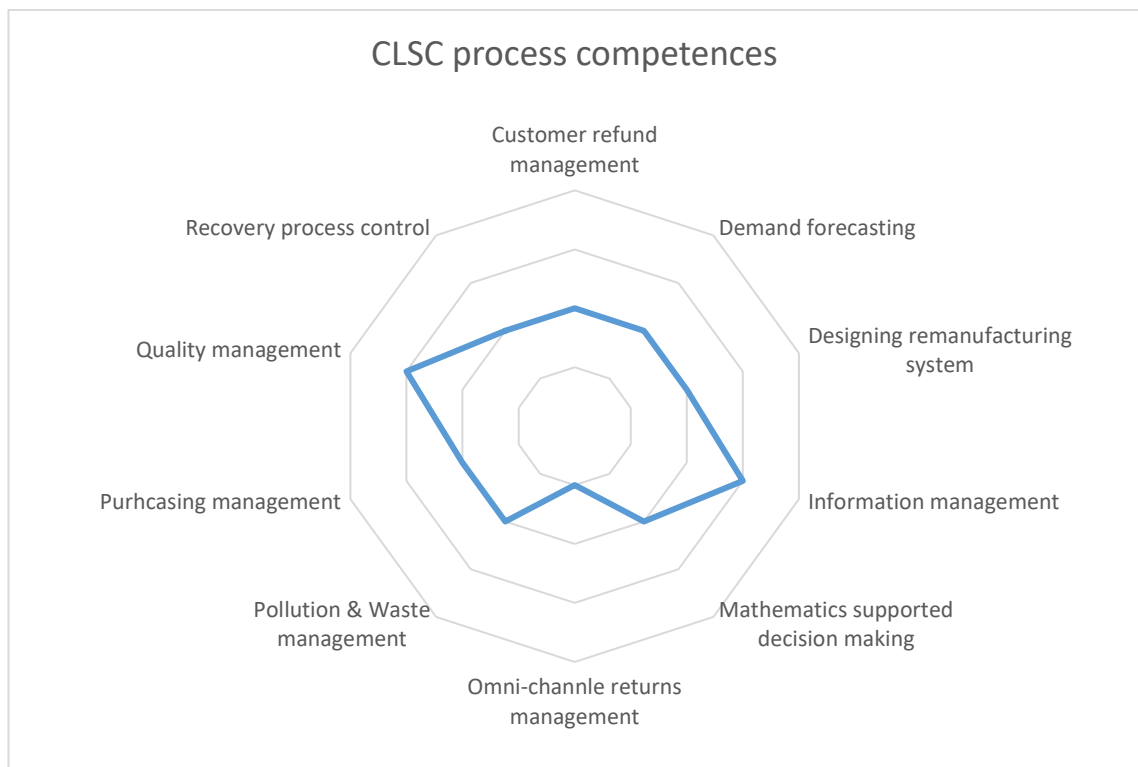 CLSC process competences
Customer refund
management
Demand forecasting
Designing remanufacturing
system
Information management
Mathematics supported
decision making
Omni-channle returns
management
Pollution & Waste
management
Purhcasing management
Quality management
Recovery process control